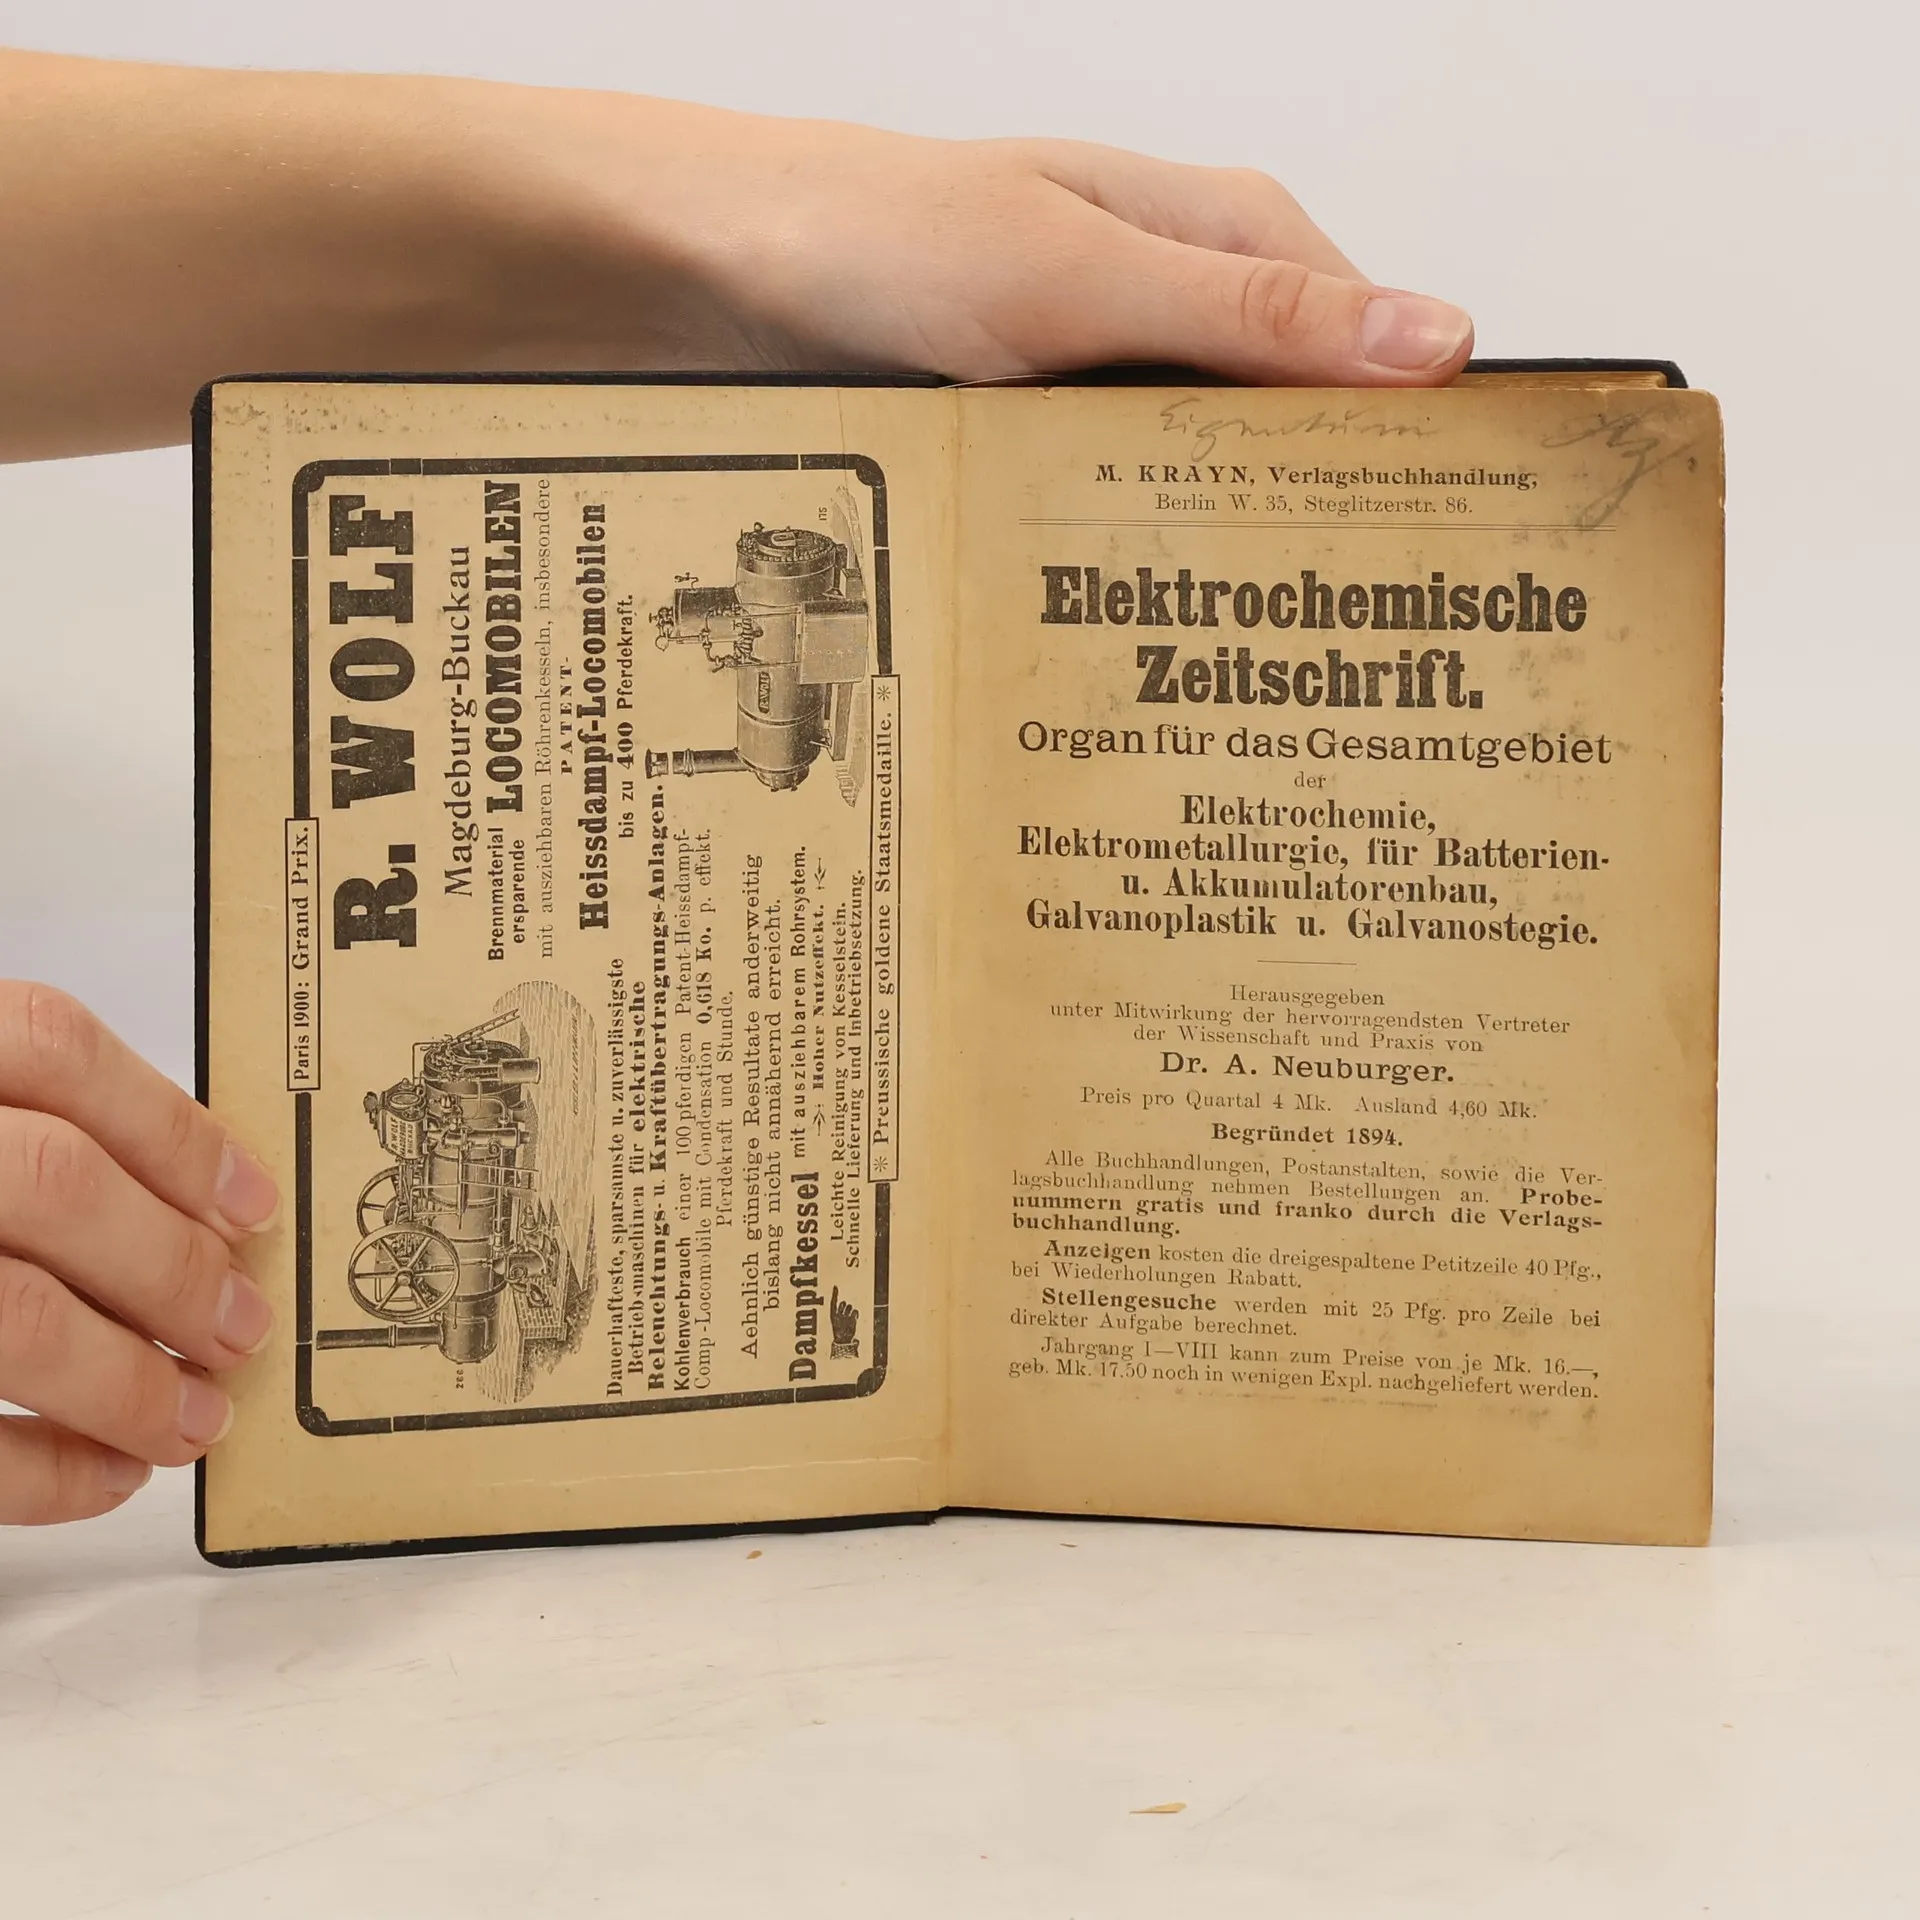 Paris 1900: Grand Prix.
R. WOLF
Magdeburg-Buckau
Brennmaterial
ersparende
LOCOMOBILEN
mit ausziehbaren Röhrenkesseln, insbesondere
PATENT-
Heissdampf-Locomobilen
bis zu 400 Pferdekraft.
Dauerhafteste, sparsamste u. zuverlässigste
Betriebsmaschinen für elektrische
Beleuchtungs- u. Kraftübertragungs-Anlagen.
Kohlenverbrauch einer 100 pferdigen Patent-Heissdampf-
Comp-Locomobile mit Condensation 0,618 Ko. p. effekt.
Pferdekraft und Stunde.
Aehnlich günstige Resultate anderweitig
bislang nicht annähernd erreicht.
Dampfkessel mit ausziehbarem Rohrsystem.
Hoher Nutzeffekt.
Leichte Reinigung von Kesselstein.
Schnelle Lieferung und Inbetriebsetzung.
* Preussische goldene Staatsmedaille. *
R. WOLF
MAGDEBURG
BUCKAU
266
R. WOLF
175
Eigentum
M. KRAYN, Verlagsbuchhandlung,
Berlin W. 35, Steglitzerstr. 86.
Elektrochemische
Zeitschrift.
Organ für das Gesamtgebiet
der
Elektrochemie,
Elektrometallurgie, für Batterien-
u. Akkumulatorenbau,
Galvanoplastik u. Galvanostegie.
Herausgegeben
unter Mitwirkung der hervorragendsten Vertreter
der Wissenschaft und Praxis von
Dr. A. Neuburger.
Preis pro Quartal 4 Mk. Ausland 4,60 Mk.
Begründet 1894.
Alle Buchhandlungen, Postanstalten, sowie die Ver-
lagsbuchhandlung nehmen Bestellungen an. Probe-
nummern gratis und franko durch die Verlags-
buchhandlung.
Anzeigen kosten die dreigespaltene Petitzeile 40 Pfg.,
bei Wiederholungen Rabatt.
Stellengesuche werden mit 25 Pfg. pro Zeile bei
direkter Aufgabe berechnet.
Jahrgang I—VIII kann zum Preise von je Mk. 16.—,
geb. Mk. 17.50 noch in wenigen Expl. nachgeliefert werden.